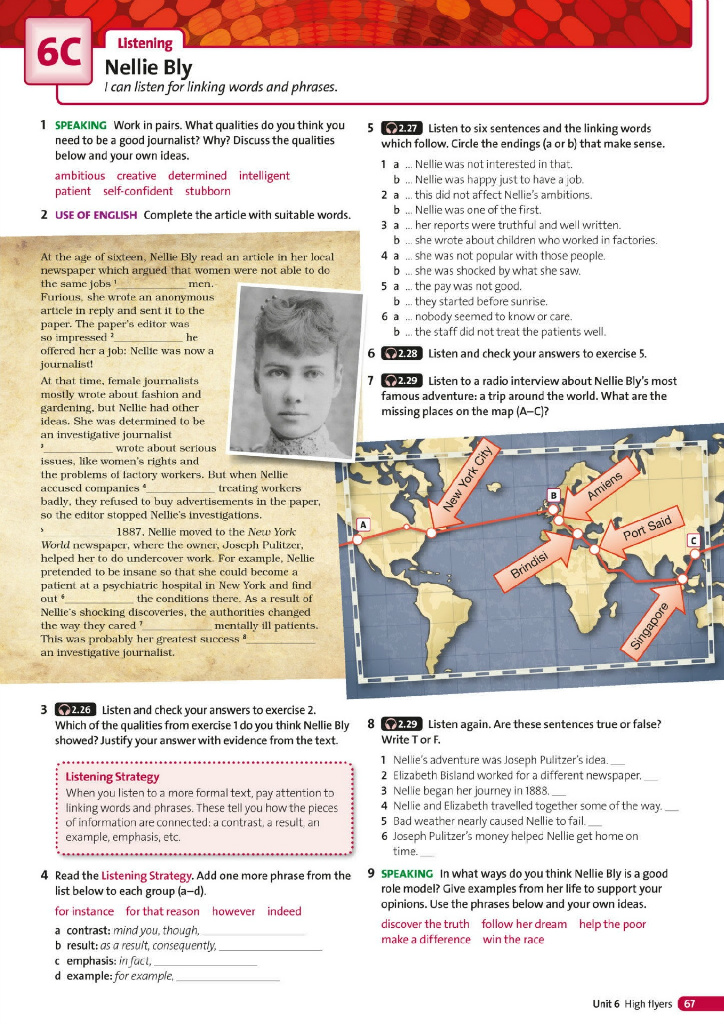 6C
Listening
Nellie Bly
I can listen for linking words and phrases.
1 SPEAKING Work in pairs. What qualities do you think you
need to be a good journalist? Why? Discuss the qualities
below and your own ideas.
ambitious creative determined intelligent
patient self-confident stubborn
2 USE OF ENGLISH Complete the article with suitable words.
At the age of sixteen, Nellie Bly read an article in her local
newspaper which argued that women were not able to do
the same jobs 1____________ men.
Furious, she wrote an anonymous
article in reply and sent it to the
paper. The paper's editor was
so impressed 2____________ he
offered her a job: Nellie was now a
journalist!
At that time, female journalists
mostly wrote about fashion and
gardening, but Nellie had other
ideas. She was determined to be
an investigative journalist
3____________ wrote about serious
issues, like women's rights and
the problems of factory workers. But when Nellie
accused companies 4____________ treating workers
badly, they refused to buy advertisements in the paper,
so the editor stopped Nellie's investigations.
5____________ 1887, Nellie moved to the New York
World newspaper, where the owner, Joseph Pulitzer,
helped her to do undercover work. For example, Nellie
pretended to be insane so that she could become a
patient at a psychiatric hospital in New York and find
out 6____________ the conditions there. As a result of
Nellie's shocking discoveries, the authorities changed
the way they cared 7____________ mentally ill patients.
This was probably her greatest success 8____________
an investigative journalist.
3 2.26 Listen and check your answers to exercise 2.
Which of the qualities from exercise 1 do you think Nellie Bly
showed? Justify your answer with evidence from the text.
Listening Strategy
When you listen to a more formal text, pay attention to
linking words and phrases. These tell you how the pieces
of information are connected: a contrast, a result, an
example, emphasis, etc.
4 Read the Listening Strategy. Add one more phrase from the
list below to each group (a–d).
for instance for that reason however indeed
a contrast: mind you, though, ____________
b result: as a result, consequently, ____________
c emphasis: in fact, ____________
d example: for example, ____________
5 2.27 Listen to six sentences and the linking words
which follow. Circle the endings (a or b) that make sense.
1 a ... Nellie was not interested in that.
b ... Nellie was happy just to have a job.
2 a ... this did not affect Nellie's ambitions.
b ... Nellie was one of the first.
3 a ... her reports were truthful and well written.
b ... she wrote about children who worked in factories.
4 a ... she was not popular with those people.
b ... she was shocked by what she saw.
5 a ... the pay was not good.
b ... they started before sunrise.
6 a ... nobody seemed to know or care.
b ... the staff did not treat the patients well.
6 2.28 Listen and check your answers to exercise 5.
7 2.29 Listen to a radio interview about Nellie Bly's most
famous adventure: a trip around the world. What are the
missing places on the map (A–C)?
A
New York City
B
Amiens
Brindisi
Port Said
C
Singapore
8 2.29 Listen again. Are these sentences true or false?
Write T or F.
1 Nellie's adventure was Joseph Pulitzer's idea. __
2 Elizabeth Bisland worked for a different newspaper. __
3 Nellie began her journey in 1888. __
4 Nellie and Elizabeth travelled together some of the way. __
5 Bad weather nearly caused Nellie to fail. __
6 Joseph Pulitzer's money helped Nellie get home on
time. __
9 SPEAKING In what ways do you think Nellie Bly is a good
role model? Give examples from her life to support your
opinions. Use the phrases below and your own ideas.
discover the truth follow her dream help the poor
make a difference win the race
Unit 6 High flyers 67